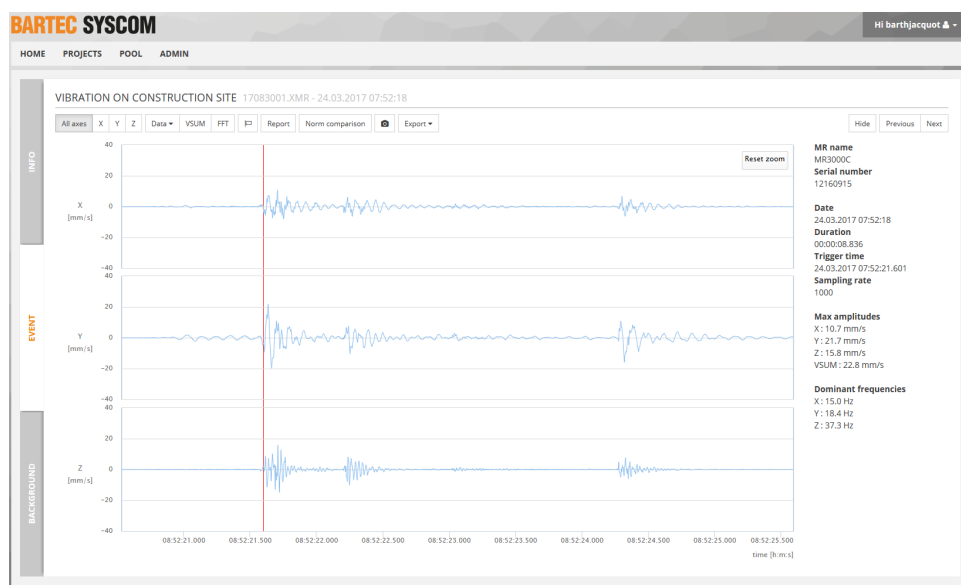 BARTEC SYSCOM
Hi barthjacquot
HOME PROJECTS POOL ADMIN
VIBRATION ON CONSTRUCTION SITE 17083001.XMR - 24.03.2017 07:52:18
All axes X Y Z Data VSUM FFT Report Norm comparison Export Hide Previous Next
INFO
EVENT
BACKGROUND
Reset zoom
40
20
X
0
[mm/s]
-20
-40
40
20
Y
0
[mm/s]
-20
-40
40
20
Z
0
[mm/s]
-20
-40
08:52:21.000 08:52:21.500 08:52:22.000 08:52:22.500 08:52:23.000 08:52:23.500 08:52:24.000 08:52:24.500 08:52:25.000 08:52:25.500
time [h:m:s]
MR name
MR3000C
Serial number
12160915
Date
24.03.2017 07:52:18
Duration
00:00:08.836
Trigger time
24.03.2017 07:52:21.601
Sampling rate
1000
Max amplitudes
X : 10.7 mm/s
Y : 21.7 mm/s
Z : 15.8 mm/s
VSUM : 22.8 mm/s
Dominant frequencies
X : 15.0 Hz
Y : 18.4 Hz
Z : 37.3 Hz